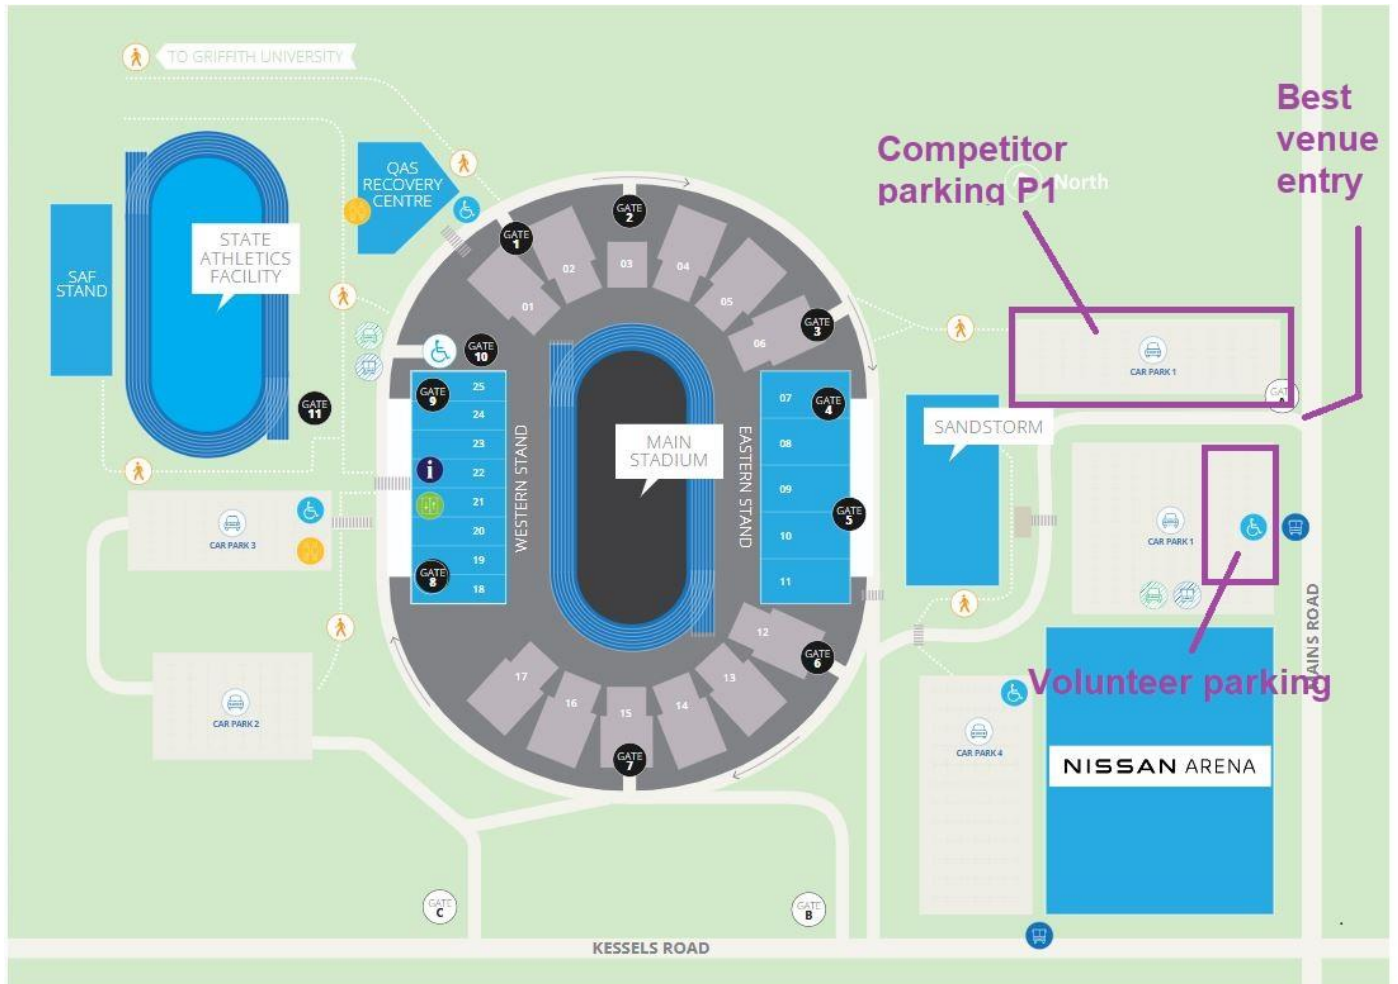 TO GRIFFITH UNIVERSITY
Best
venue
entry
Competitor
parking P1
North
QAS
RECOVERY
CENTRE
GATE
1
GATE
2
STATE
ATHLETICS
FACILITY
SAF
STAND
01
02
03
04
05
06
GATE
3
GATE
10
CAR PARK 1
GATE
9
25
24
23
22
21
20
19
18
GATE
8
GATE
11
WESTERN STAND
MAIN
STADIUM
EASTERN STAND
07
08
09
10
11
GATE
4
GATE
5
SANDSTORM
GATE
A
CAR PARK 3
CAR PARK 1
i
MAINS ROAD
12
GATE
6
13
14
15
16
17
GATE
7
Volunteer parking
CAR PARK 2
CAR PARK 4
NISSAN ARENA
GATE
C
GATE
B
KESSELS ROAD